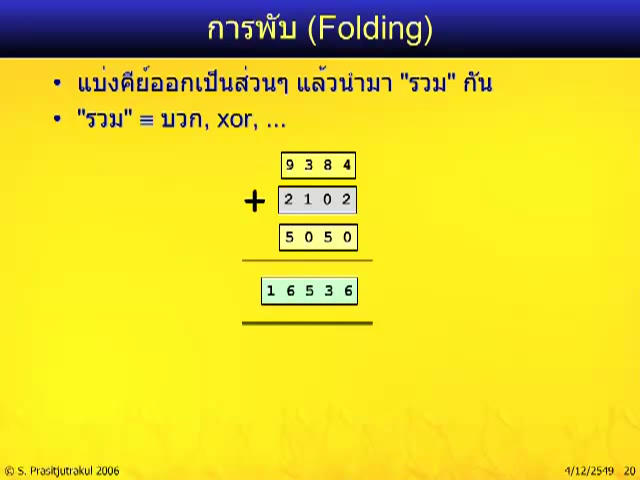 การพับ (Folding)
• แบ่งคีย์ออกเป็นส่วนๆ แล้วนำมา "รวม" กัน
• "รวม" ≡ บวก, xor, ...
9 3 8 4
+ 2 1 0 2
5 0 5 0
1 6 5 3 6
© S. Prasitjutrakul 2006
4/12/2549 20